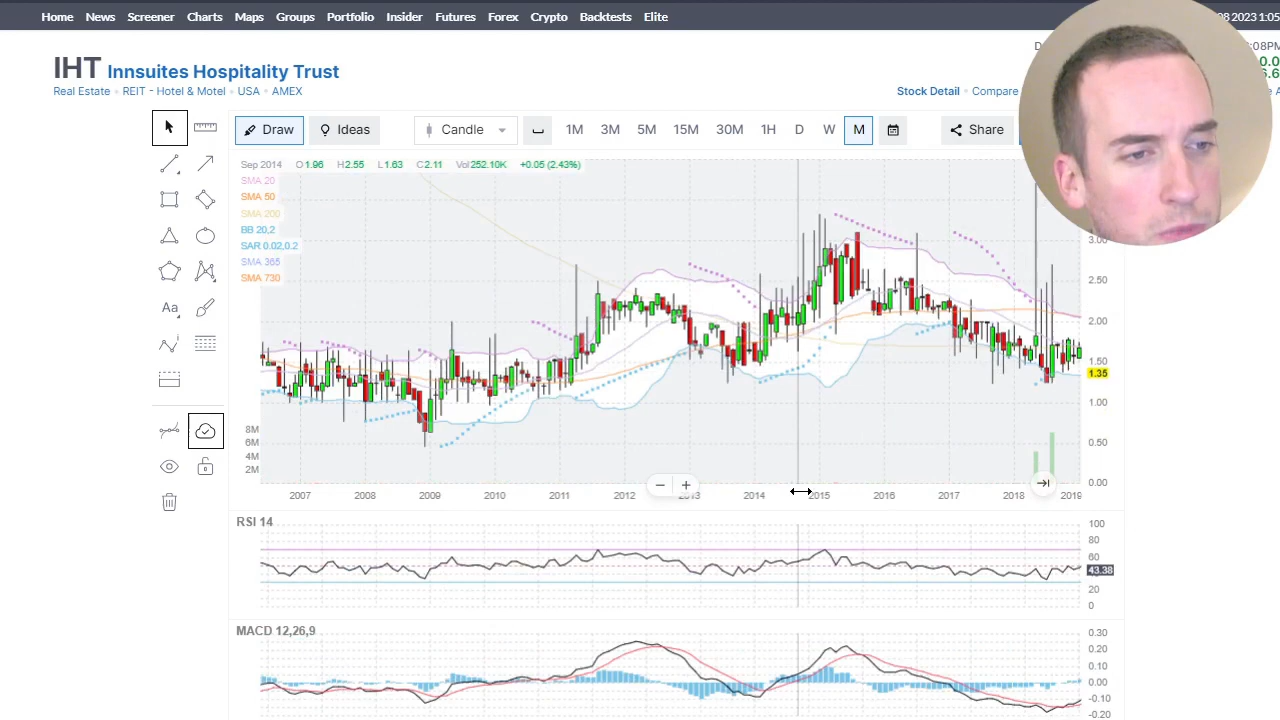 Home News Screener Charts Maps Groups Portfolio Insider Futures Forex Crypto Backtests Elite 08 2023 1:05
IHT Innsuites Hospitality Trust
Real Estate • REIT - Hotel & Motel • USA • AMEX
Stock Detail • Compare
Draw Ideas Candle 1M 3M 5M 15M 30M 1H D W M Share
Sep 2014 O 1.96 H 2.55 L 1.63 C 2.11 Vol 252.10K +0.05 (2.43%)
SMA 20
SMA 50
SMA 200
BB 20,2
SAR 0.02,0.2
SMA 365
SMA 730
Aa
3.00
2.50
2.00
1.50
1.35
1.00
0.50
0.00
8M
6M
4M
2M
2007 2008 2009 2010 2011 2012 2013 2014 2015 2016 2017 2018 2019
RSI 14
100
80
60
43.38
20
0
MACD 12,26,9
0.30
0.20
0.10
0.00
-0.10
-0.20